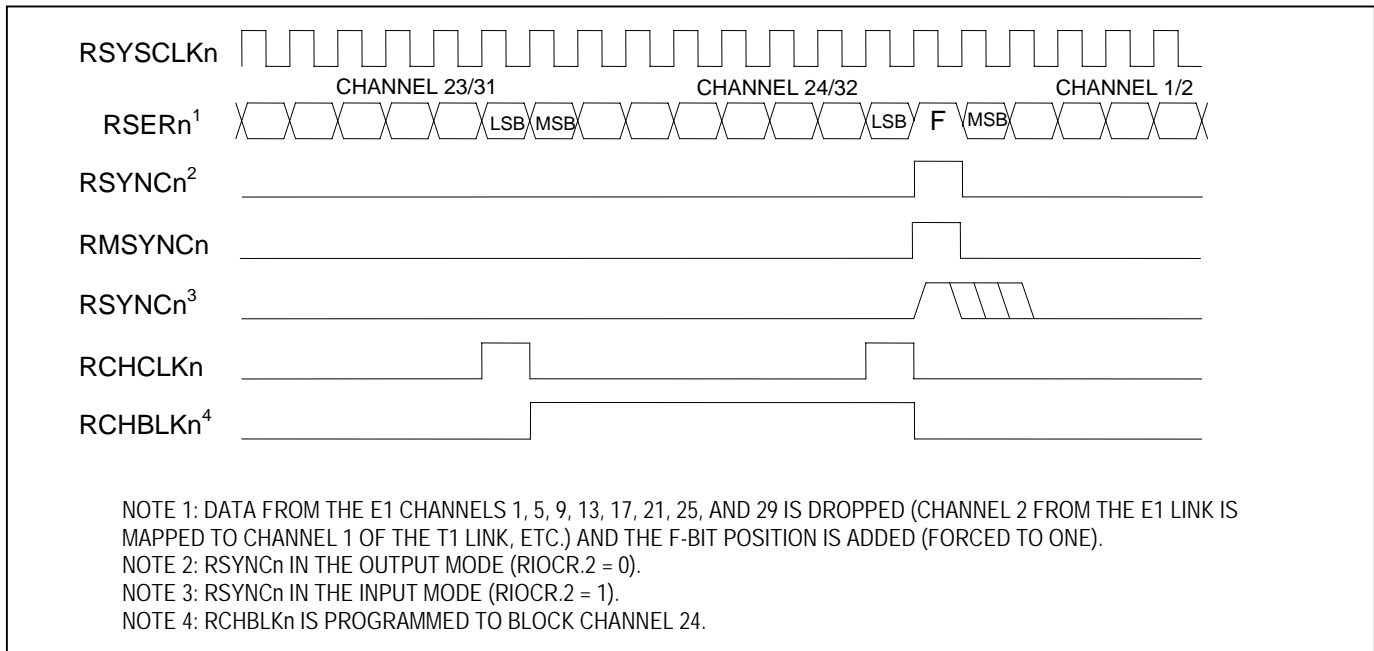 RSYSCLKn
CHANNEL 23/31 CHANNEL 24/32 CHANNEL 1/2
RSERn¹ LSB MSB LSB F MSB
RSYNCn²
RMSYNCn
RSYNCn³
RCHCLKn
RCHBLKn⁴
NOTE 1: DATA FROM THE E1 CHANNELS 1, 5, 9, 13, 17, 21, 25, AND 29 IS DROPPED (CHANNEL 2 FROM THE E1 LINK IS
MAPPED TO CHANNEL 1 OF THE T1 LINK, ETC.) AND THE F-BIT POSITION IS ADDED (FORCED TO ONE).
NOTE 2: RSYNCn IN THE OUTPUT MODE (RIOCR.2 = 0).
NOTE 3: RSYNCn IN THE INPUT MODE (RIOCR.2 = 1).
NOTE 4: RCHBLKn IS PROGRAMMED TO BLOCK CHANNEL 24.